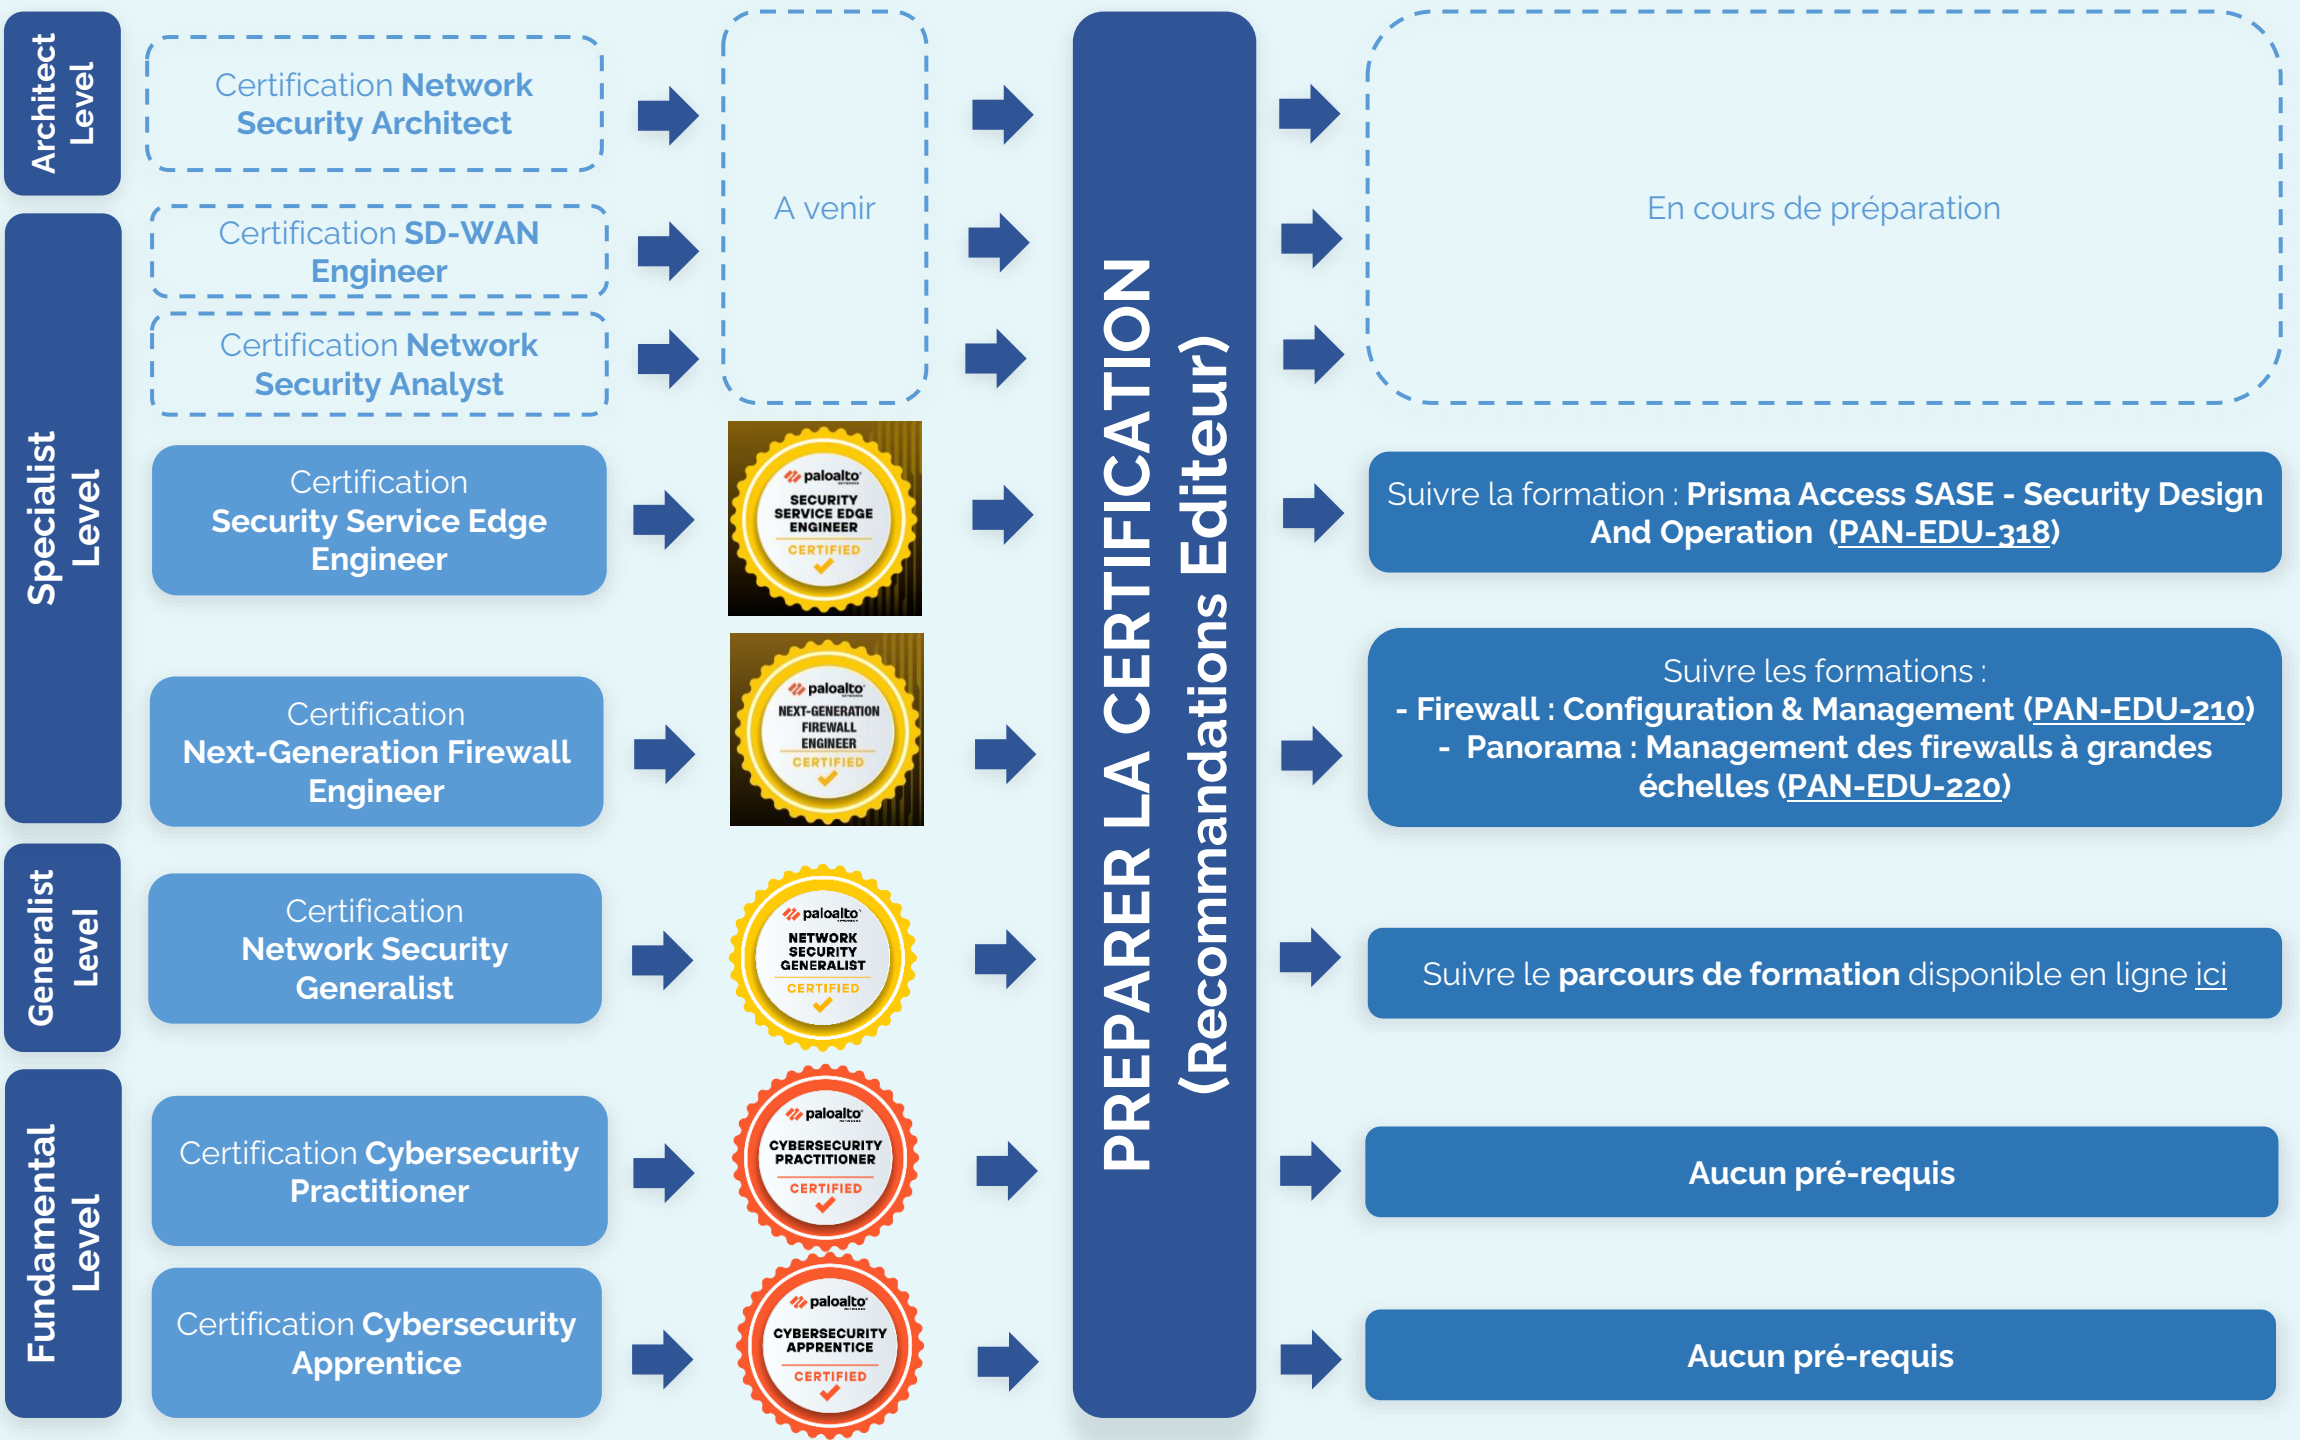 Architect
Level
Certification Network
Security Architect
A venir
En cours de préparation
Specialist
Level
Certification SD-WAN
Engineer
Certification Network
Security Analyst
Certification
Security Service Edge
Engineer
paloalto
NETWORKS
SECURITY
SERVICE EDGE
ENGINEER
CERTIFIED
Suivre la formation : Prisma Access SASE - Security Design
And Operation (PAN-EDU-318)
Certification
Next-Generation Firewall
Engineer
paloalto
NETWORKS
NEXT-GENERATION
FIREWALL
ENGINEER
CERTIFIED
Suivre les formations :
- Firewall : Configuration & Management (PAN-EDU-210)
- Panorama : Management des firewalls à grandes
échelles (PAN-EDU-220)
PREPARER LA CERTIFICATION
(Recommandations Editeur)
Generalist
Level
Certification
Network Security
Generalist
paloalto
NETWORKS
NETWORK
SECURITY
GENERALIST
CERTIFIED
Suivre le parcours de formation disponible en ligne ici
Fundamental
Level
Certification Cybersecurity
Practitioner
paloalto
NETWORKS
CYBERSECURITY
PRACTITIONER
CERTIFIED
Aucun pré-requis
Certification Cybersecurity
Apprentice
paloalto
NETWORKS
CYBERSECURITY
APPRENTICE
CERTIFIED
Aucun pré-requis